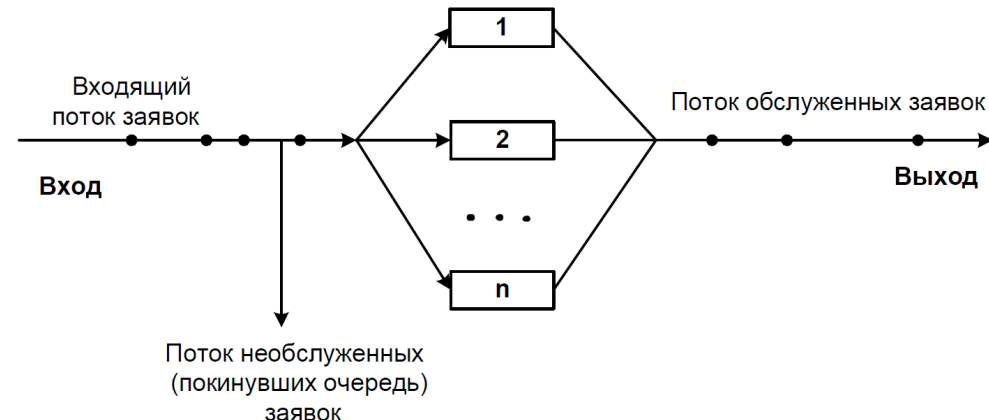 1
Входящий
поток заявок
Поток обслуженных заявок
2
Вход
Выход
. . .
n
Поток необслуженных
(покинувших очередь)
заявок